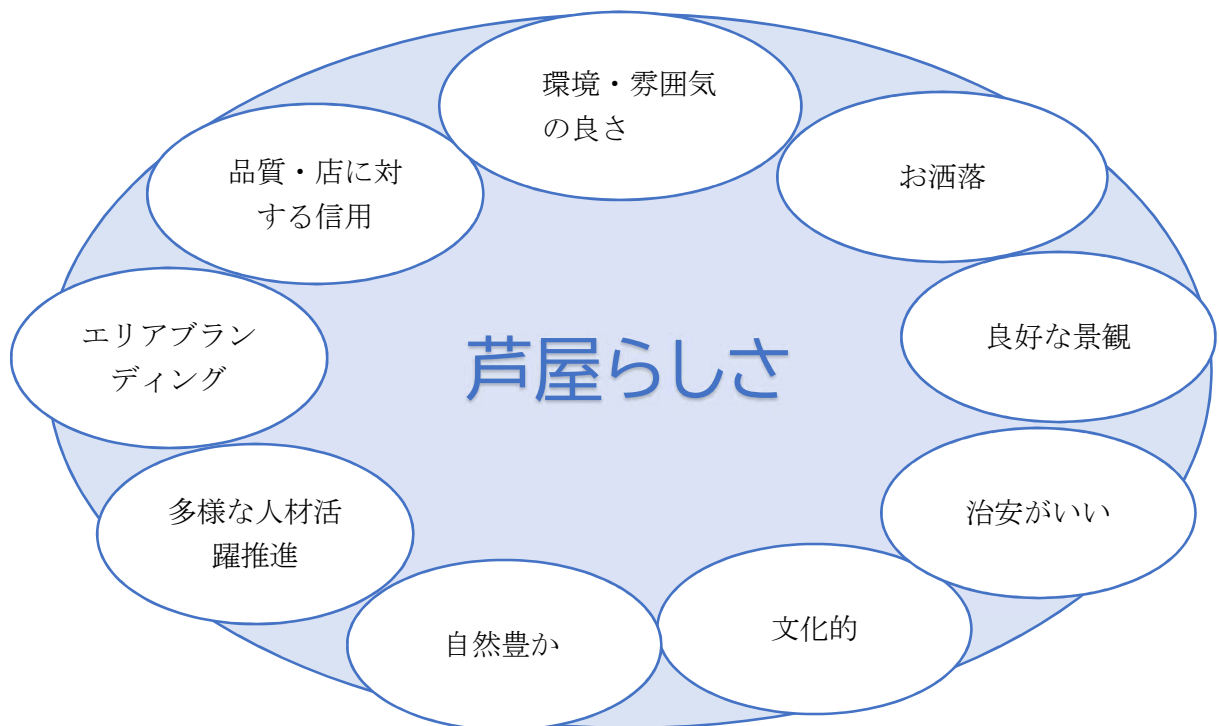 環境・雰囲気
の良さ
お洒落
品質・店に対
する信用
エリアブラン
ディング
芦屋らしさ
良好な景観
多様な人材活
躍推進
治安がいい
自然豊か
文化的